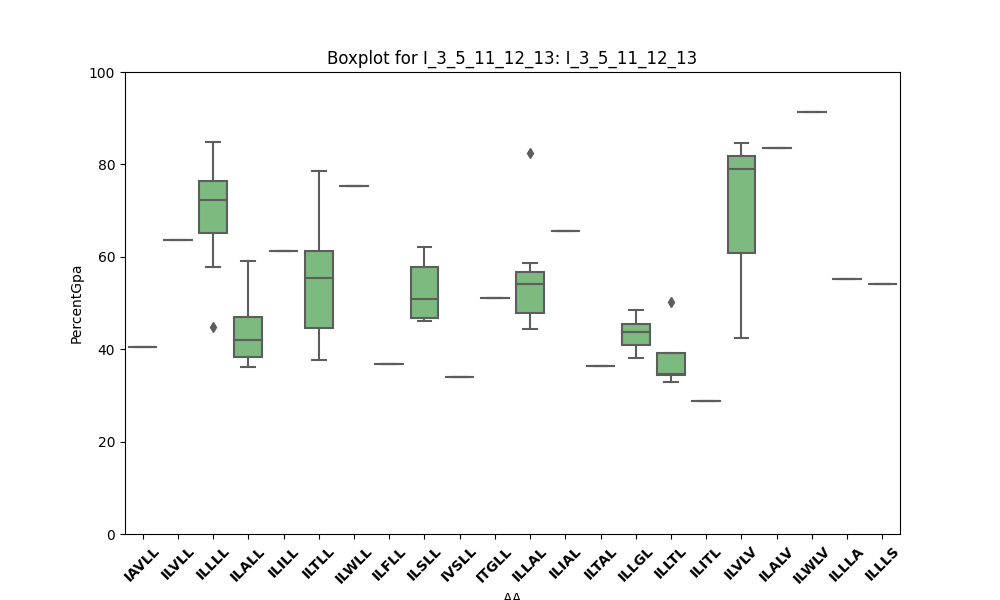 Boxplot for I_3_5_11_12_13: I_3_5_11_12_13
PercentGpa
100
80
60
40
20
0
IAVLL ILVLL ILLLL ILALL ILILL ILTLL ILWLL ILFLL ILSLL IVSLL ITGLL ILLAL ILIAL ILTAL ILLGL ILLTL ILITL ILVLV ILALV ILWLV ILLLA ILLLS
AA